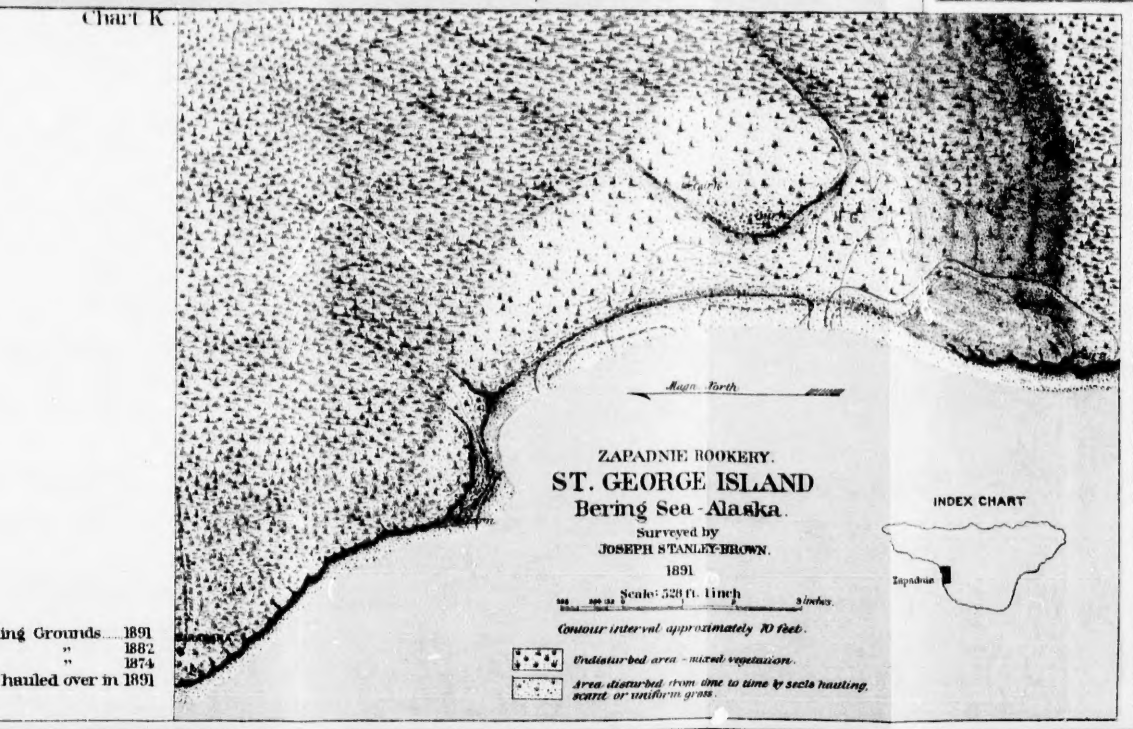 Chart K
Magn. North
ZAPADNIE ROOKERY.
ST. GEORGE ISLAND
Bering Sea-Alaska.
Surveyed by
JOSEPH STANLEY-BROWN.
1891
Scale: 528 ft. 1 inch
3 inches.
Contour interval approximately 10 feet.
Undisturbed area - mixed vegetation.
Area disturbed from time to time by seals hauling,
scant or uniform grass.
INDEX CHART
Zapadnie
ing Grounds.....1891
" 1882
" 1874
hauled over in 1891